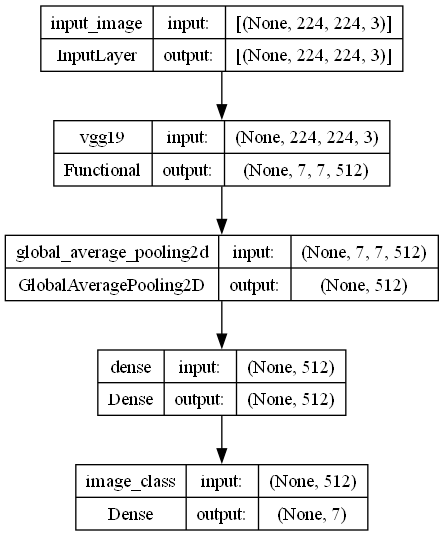 input_image input: [(None, 224, 224, 3)]
InputLayer output: [(None, 224, 224, 3)]
vgg19 input: (None, 224, 224, 3)
Functional output: (None, 7, 7, 512)
global_average_pooling2d input: (None, 7, 7, 512)
GlobalAveragePooling2D output: (None, 512)
dense input: (None, 512)
Dense output: (None, 512)
image_class input: (None, 512)
Dense output: (None, 7)